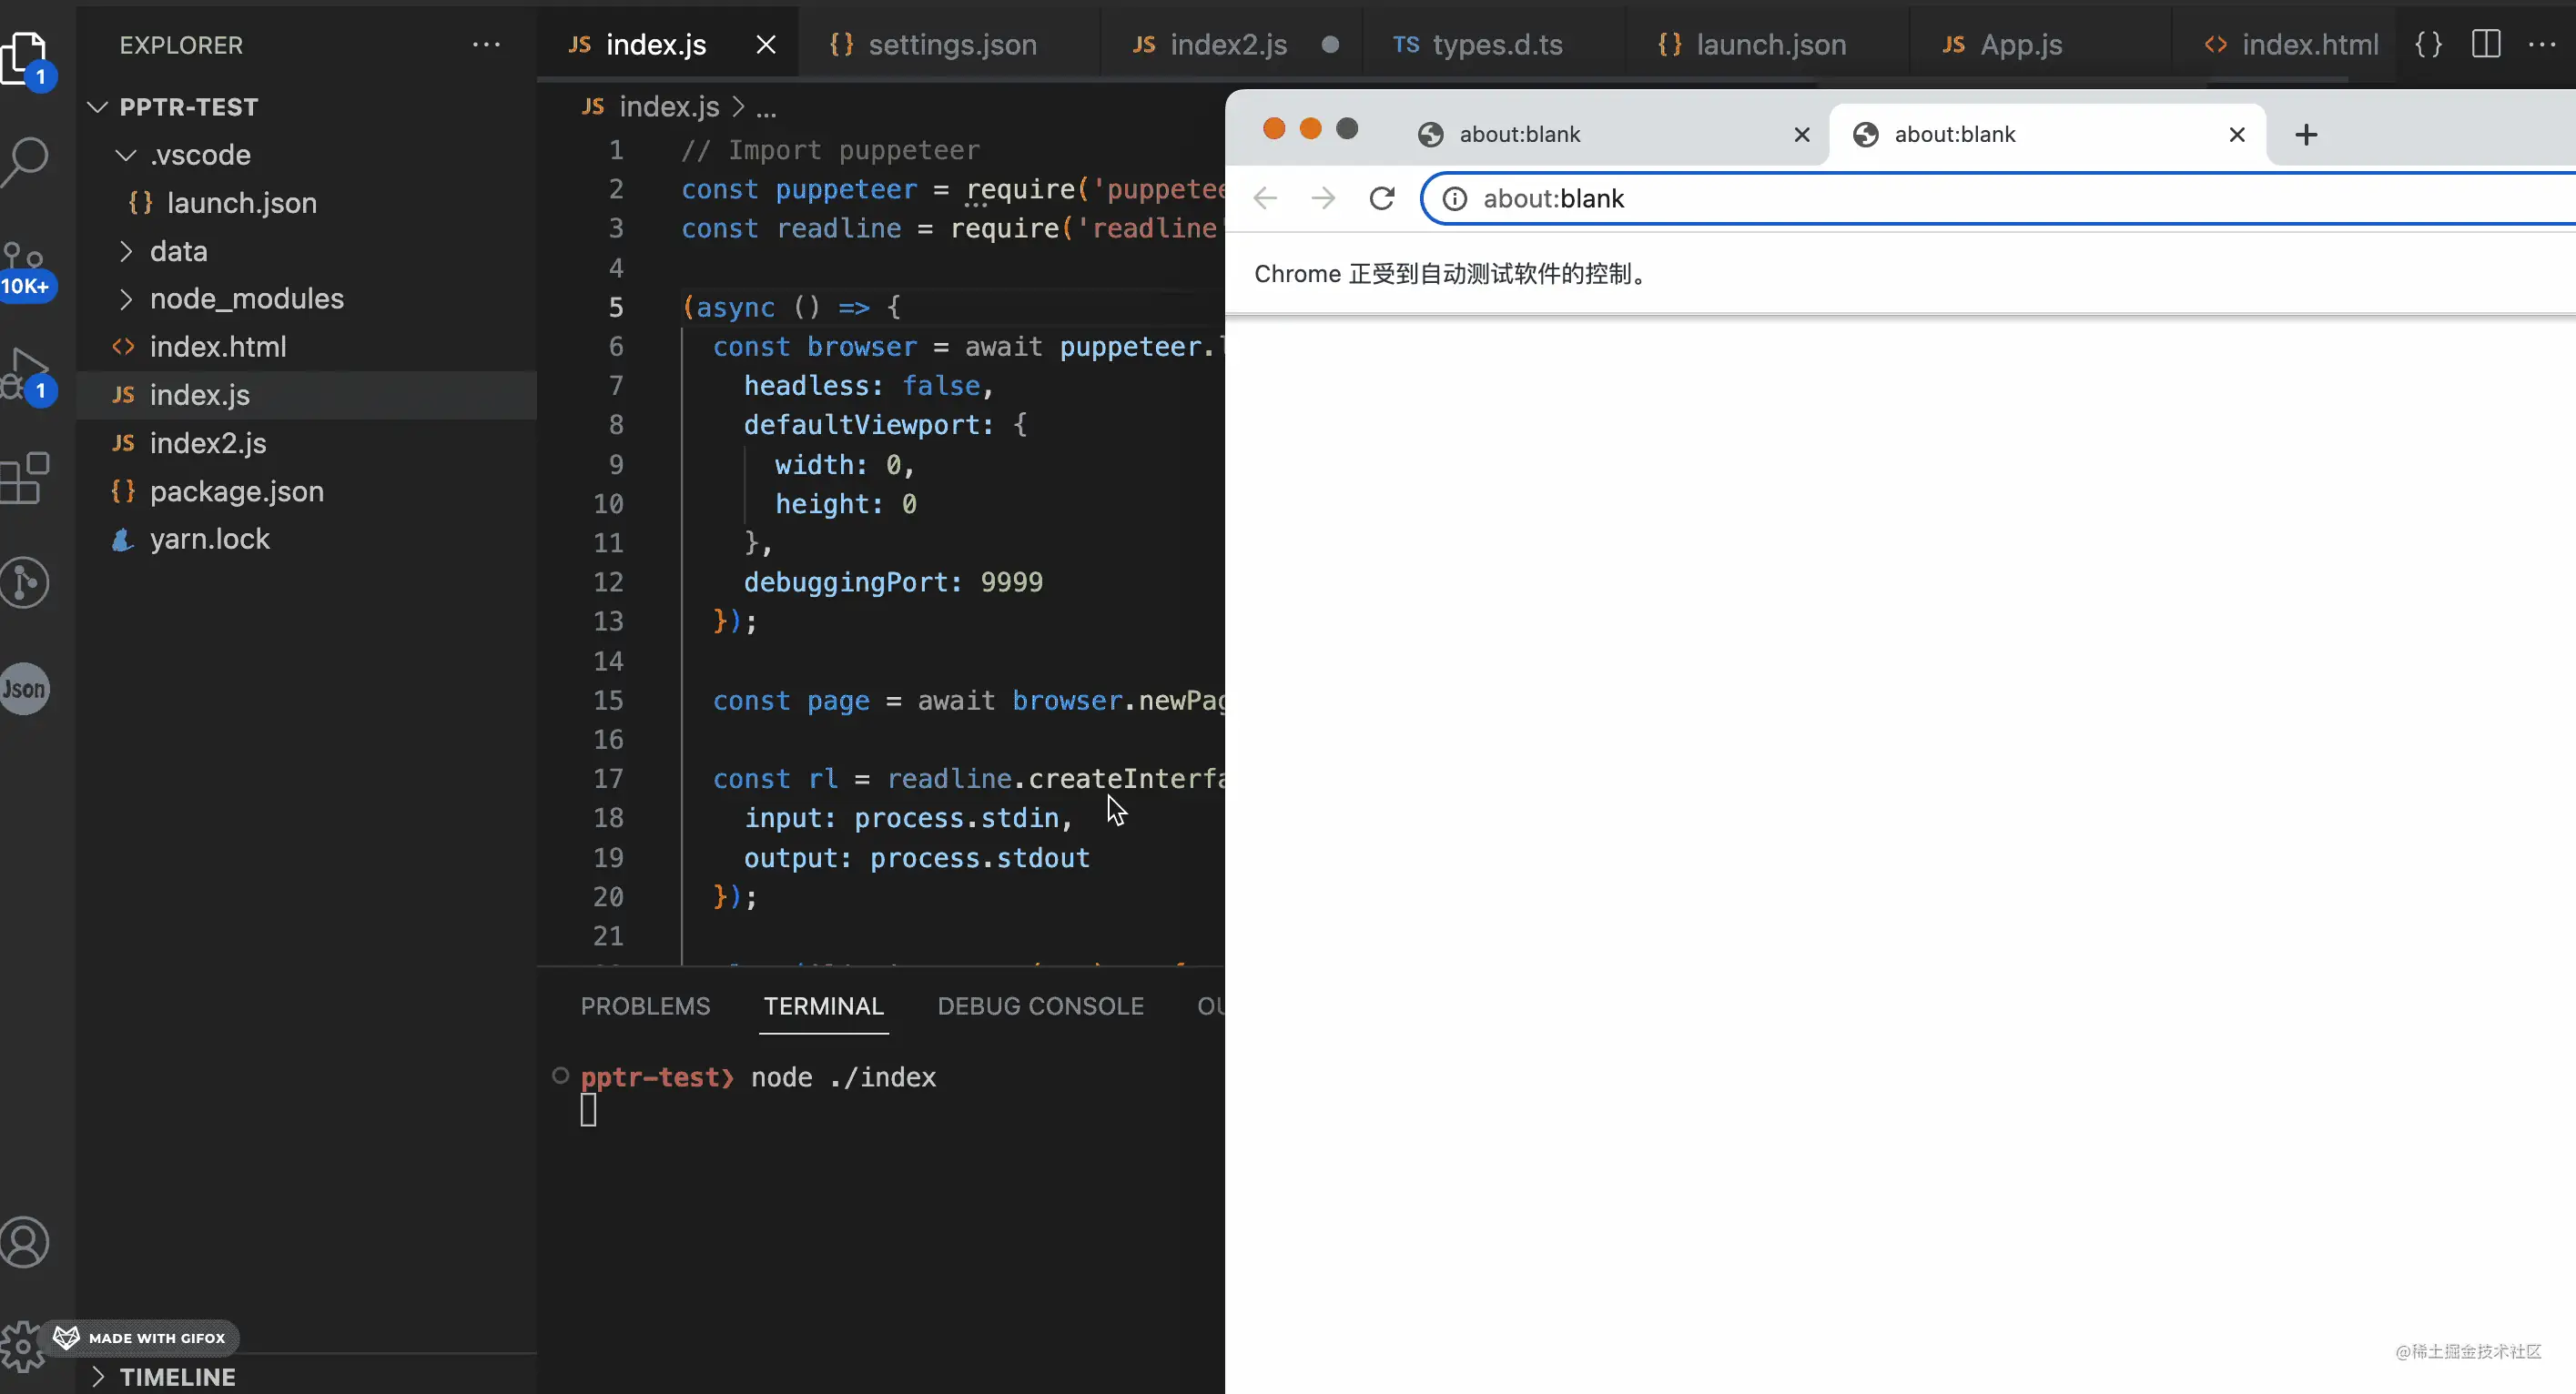 EXPLORER
PPTR-TEST
.vscode
{} launch.json
data
node_modules
<> index.html
JS index.js
JS index2.js
{} package.json
yarn.lock
TIMELINE
1
10K+
1
Json
MADE WITH GIFOX
JS index.js
{} settings.json
JS index2.js
TS types.d.ts
{} launch.json
JS App.js
<> index.html
JS index.js > ...
1 // Import puppeteer
2 const puppeteer = require('puppetee
3 const readline = require('readline'
4
5 (async () => {
6 const browser = await puppeteer.
7 headless: false,
8 defaultViewport: {
9 width: 0,
10 height: 0
11 },
12 debuggingPort: 9999
13 });
14
15 const page = await browser.newPag
16
17 const rl = readline.createInterfa
18 input: process.stdin,
19 output: process.stdout
20 });
21
PROBLEMS TERMINAL DEBUG CONSOLE OU
pptr-test❯ node ./index
about:blank
about:blank
about:blank
Chrome 正受到自动测试软件的控制。
@稀土掘金技术社区